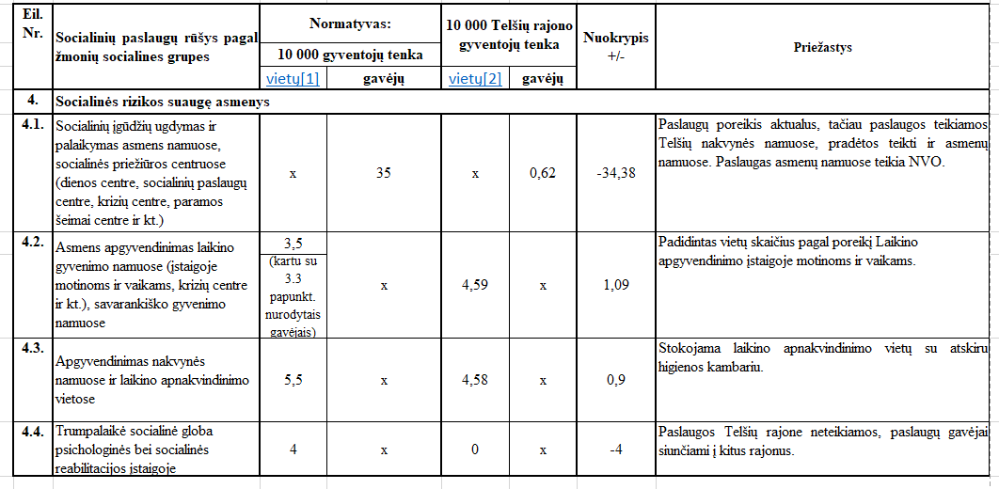 Eil. Nr.
Socialinių paslaugų rūšys pagal žmonių socialines grupes
Normatyvas:
10 000 gyventojų tenka
vietų[1]
gavėjų
10 000 Telšių rajono
gyventojų tenka
vietų[2]
gavėjų
Nuokrypis
+/-
Priežastys
4.
Socialinės rizikos suaugę asmenys
4.1.
Socialinių įgūdžių ugdymas ir
palaikymas asmens namuose,
socialinės priežiūros centruose
(dienos centre, socialinių paslaugų
centre, krizių centre, paramos
šeimai centre ir kt.)
x
35
x
0,62
-34,38
Paslaugų poreikis aktualus, tačiau paslaugos teikiamos
Telšių nakvynės namuose, pradėtos teikti ir asmenų
namuose. Paslaugas asmenų namuose teikia NVO.
4.2.
Asmens apgyvendinimas laikino
gyvenimo namuose (įstaigoje
motinoms ir vaikams, krizių centre
ir kt.), savarankiško gyvenimo
namuose
3,5
(kartu su
3.3
papunkt.
nurodytais
gavėjais)
x
4,59
x
1,09
Padidintas vietų skaičius pagal poreikį Laikino
apgyvendinimo įstaigoje motinoms ir vaikams.
4.3.
Apgyvendinimas nakvynės
namuose ir laikino apnakvindinimo
vietose
5,5
x
4,58
x
0,9
Stokojama laikino apnakvindinimo vietų su atskiru
higienos kambariu.
4.4.
Trumpalaikė socialinė globa
psichologinės bei socialinės
reabilitacijos įstaigoje
4
x
0
x
-4
Paslaugos Telšių rajone neteikiamos, paslaugų gavėjai
siunčiami į kitus rajonus.